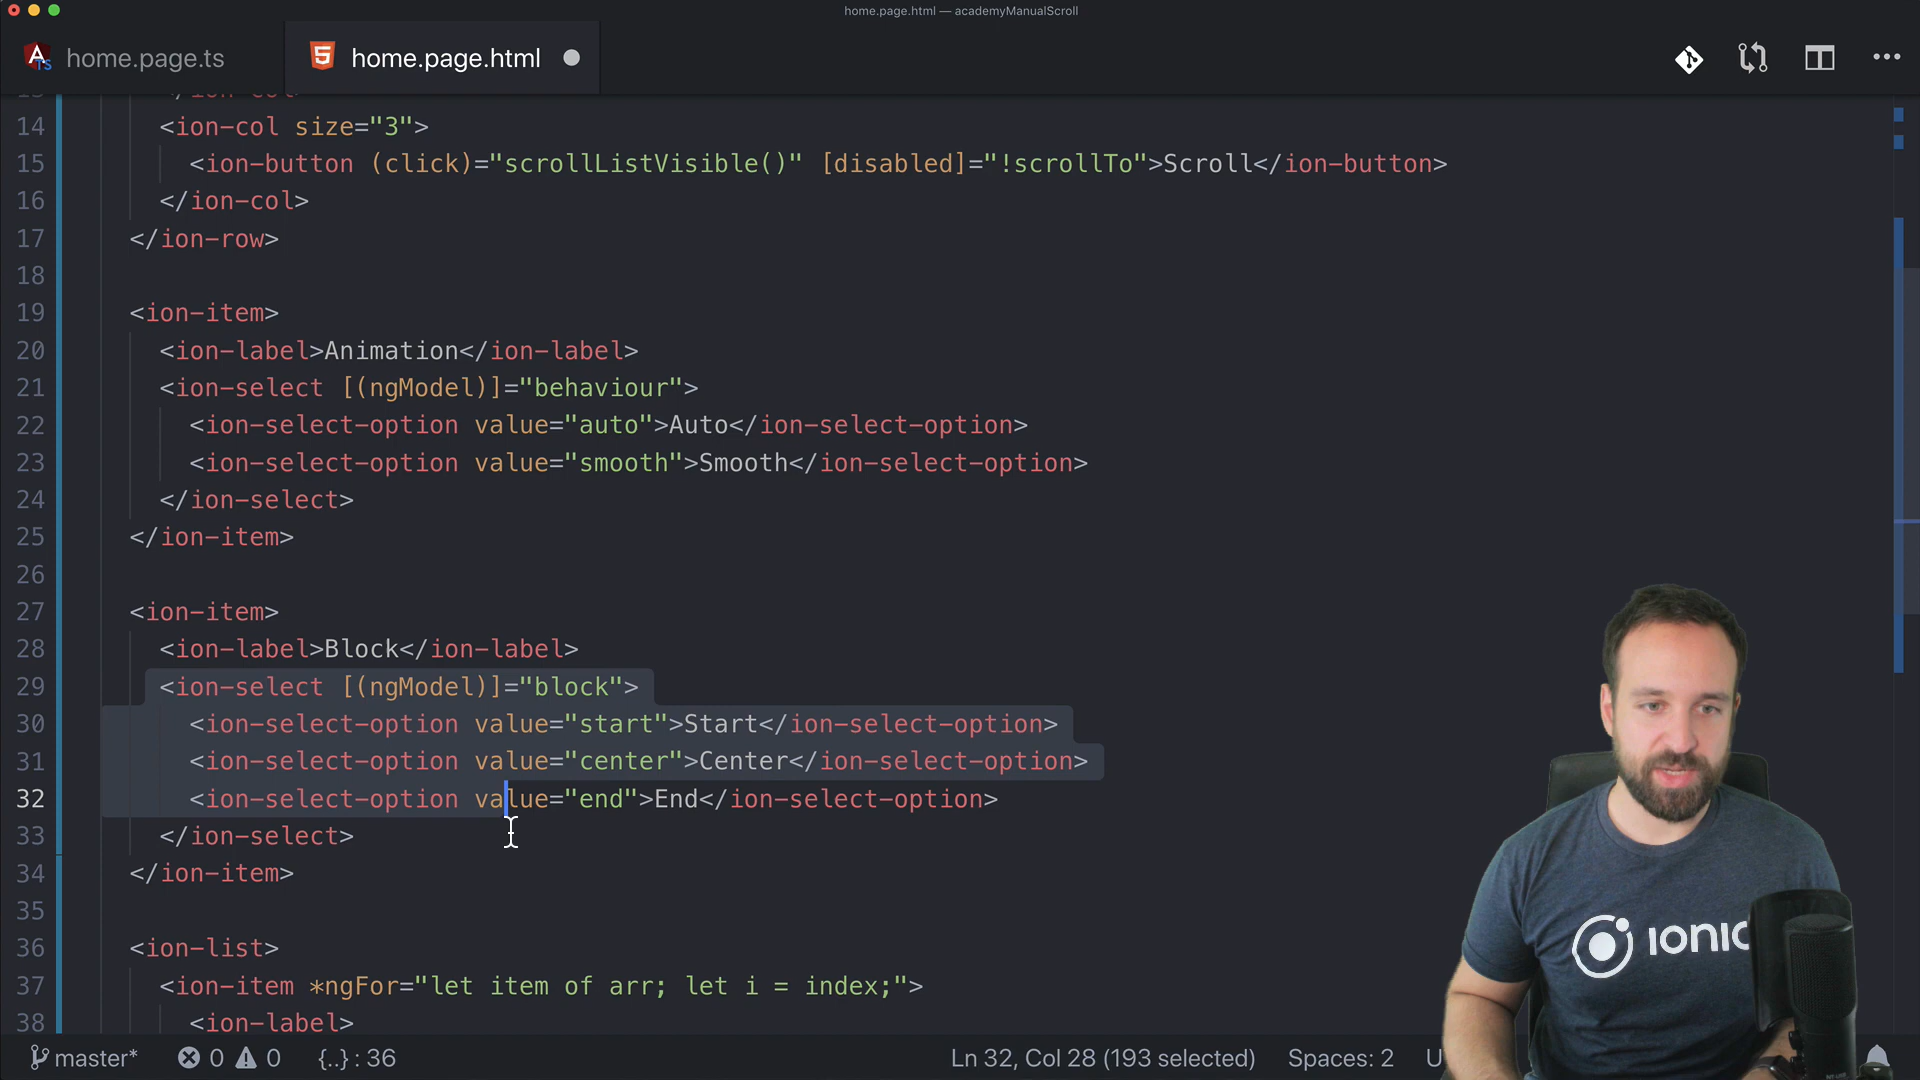 home.page.html — academyManualScroll
home.page.ts
home.page.html
14 <ion-col size="3">
15 <ion-button (click)="scrollListVisible()" [disabled]="!scrollTo">Scroll</ion-button>
16 </ion-col>
17 </ion-row>
18
19 <ion-item>
20 <ion-label>Animation</ion-label>
21 <ion-select [(ngModel)]="behaviour">
22 <ion-select-option value="auto">Auto</ion-select-option>
23 <ion-select-option value="smooth">Smooth</ion-select-option>
24 </ion-select>
25 </ion-item>
26
27 <ion-item>
28 <ion-label>Block</ion-label>
29 <ion-select [(ngModel)]="block">
30 <ion-select-option value="start">Start</ion-select-option>
31 <ion-select-option value="center">Center</ion-select-option>
32 <ion-select-option value="end">End</ion-select-option>
33 </ion-select>
34 </ion-item>
35
36 <ion-list>
37 <ion-item *ngFor="let item of arr; let i = index;">
38 <ion-label>
IONIC
master* 0 0 {..} : 36 Ln 32, Col 28 (193 selected) Spaces: 2 U